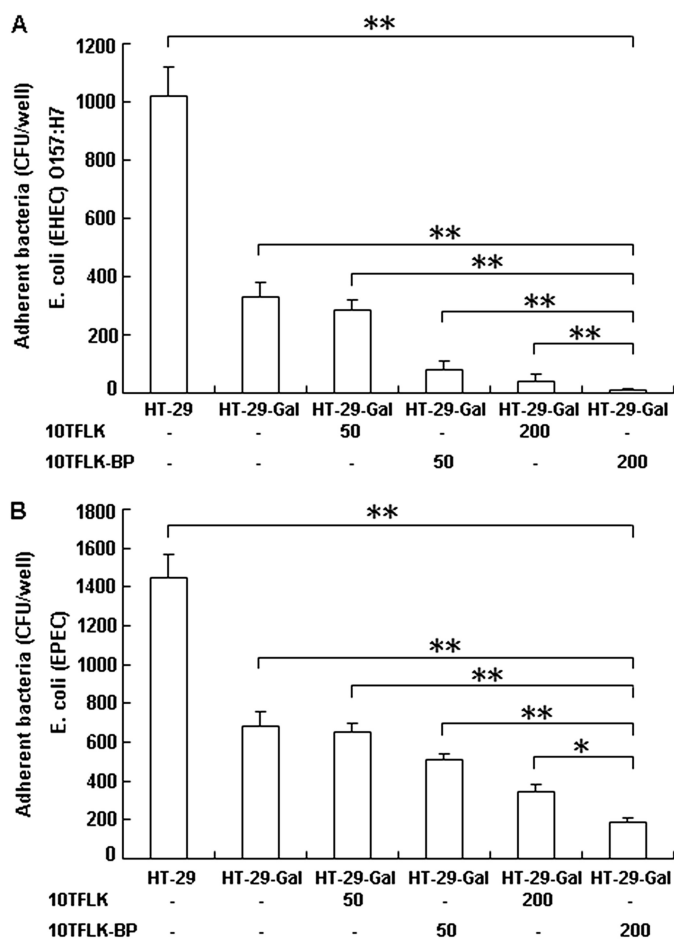 A
**
1200
1000
800
600
400
200
0
Adherent bacteria (CFU/well)
E. coli (EHEC) O157:H7
**
**
**
**
HT-29 HT-29-Gal HT-29-Gal HT-29-Gal HT-29-Gal HT-29-Gal
10TFLK - - 50 - 200 -
10TFLK-BP - - - 50 - 200
B
**
1800
1600
1400
1200
1000
800
600
400
200
0
Adherent bacteria (CFU/well)
E. coli (EPEC)
**
**
**
*
HT-29 HT-29-Gal HT-29-Gal HT-29-Gal HT-29-Gal HT-29-Gal
10TFLK - - 50 - 200 -
10TFLK-BP - - - 50 - 200